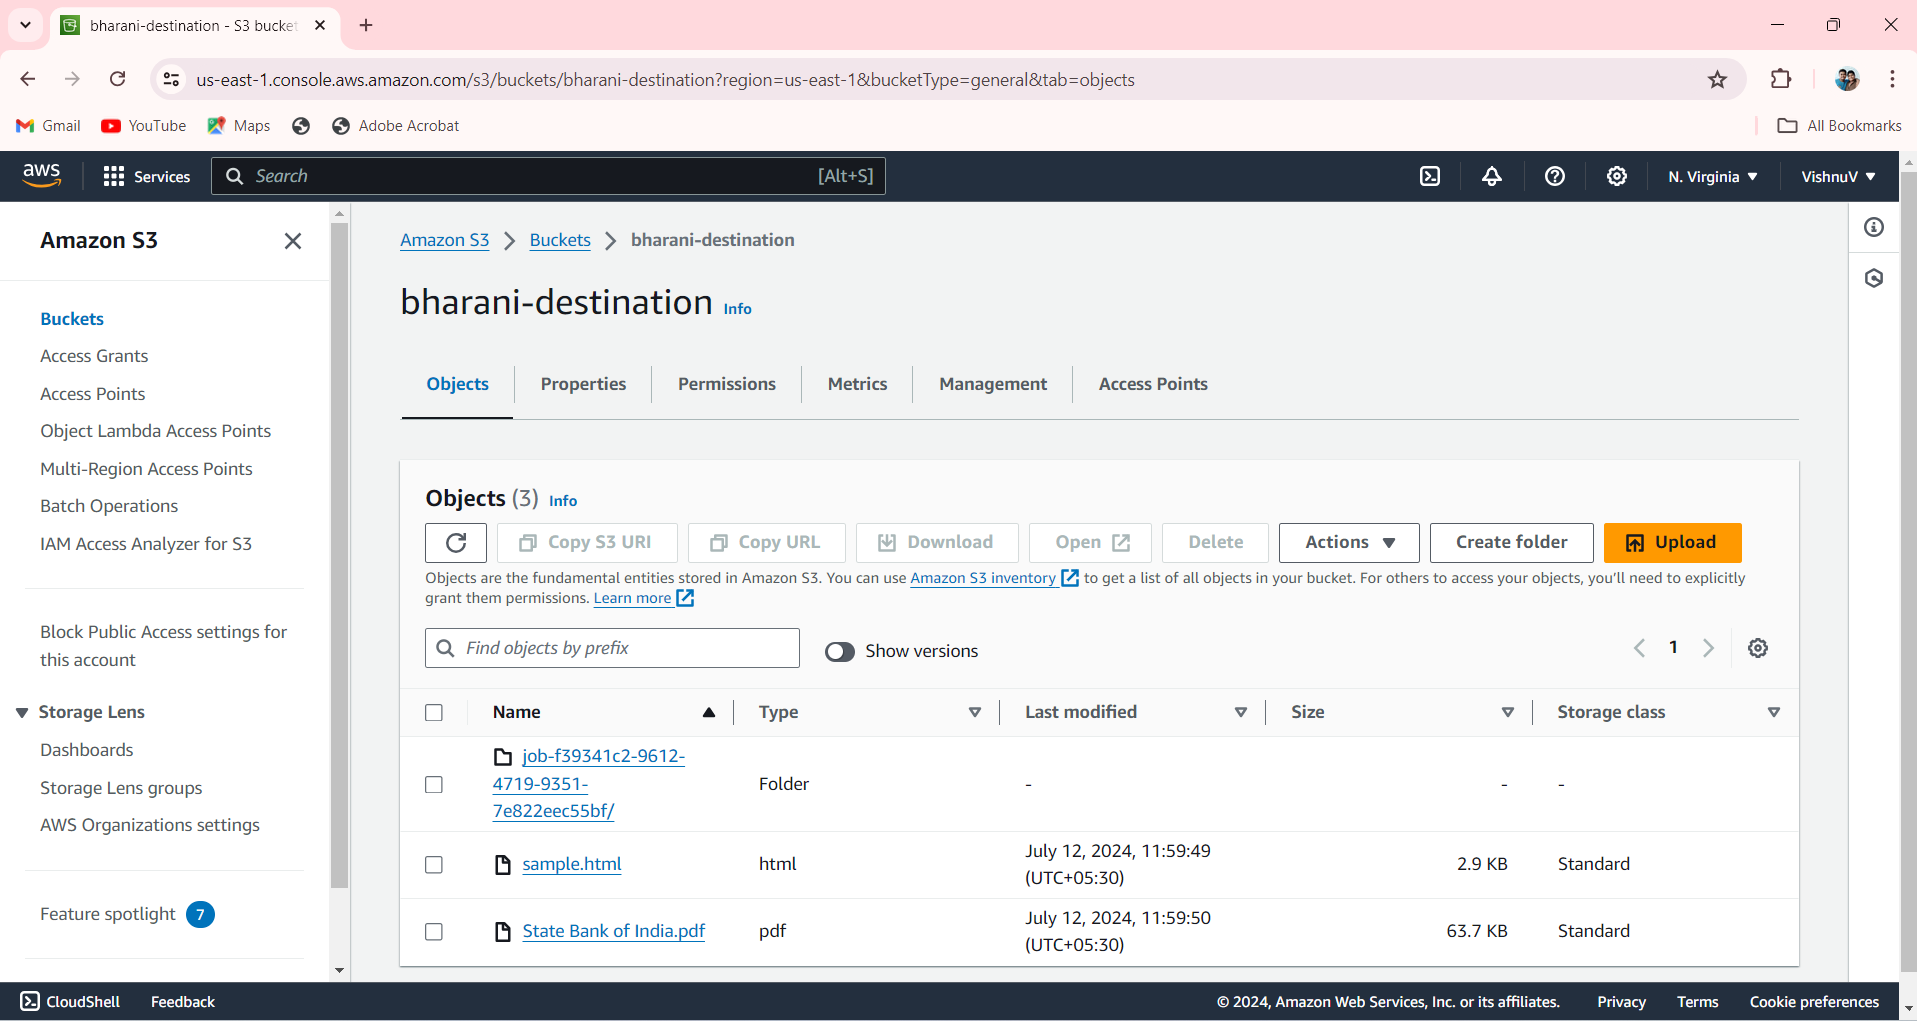 bharani-destination - S3 bucket
us-east-1.console.aws.amazon.com/s3/buckets/bharani-destination?region=us-east-1&bucketType=general&tab=objects
Gmail YouTube Maps Adobe Acrobat All Bookmarks
aws Services Search [Alt+S] N. Virginia VishnuV
Amazon S3
Buckets
Access Grants
Access Points
Object Lambda Access Points
Multi-Region Access Points
Batch Operations
IAM Access Analyzer for S3
Block Public Access settings for
this account
Storage Lens
Dashboards
Storage Lens groups
AWS Organizations settings
Feature spotlight 7
Amazon S3 Buckets bharani-destination
bharani-destination Info
Objects Properties Permissions Metrics Management Access Points
Objects (3) Info
Copy S3 URI Copy URL Download Open Delete Actions Create folder Upload
Objects are the fundamental entities stored in Amazon S3. You can use Amazon S3 inventory to get a list of all objects in your bucket. For others to access your objects, you'll need to explicitly
grant them permissions. Learn more
Find objects by prefix Show versions 1
Name Type Last modified Size Storage class
job-f39341c2-9612-
4719-9351- Folder - - -
7e822eec55bf/
July 12, 2024, 11:59:49
sample.html html 2.9 KB Standard
(UTC+05:30)
July 12, 2024, 11:59:50
State Bank of India.pdf pdf 63.7 KB Standard
(UTC+05:30)
CloudShell Feedback © 2024, Amazon Web Services, Inc. or its affiliates. Privacy Terms Cookie preferences